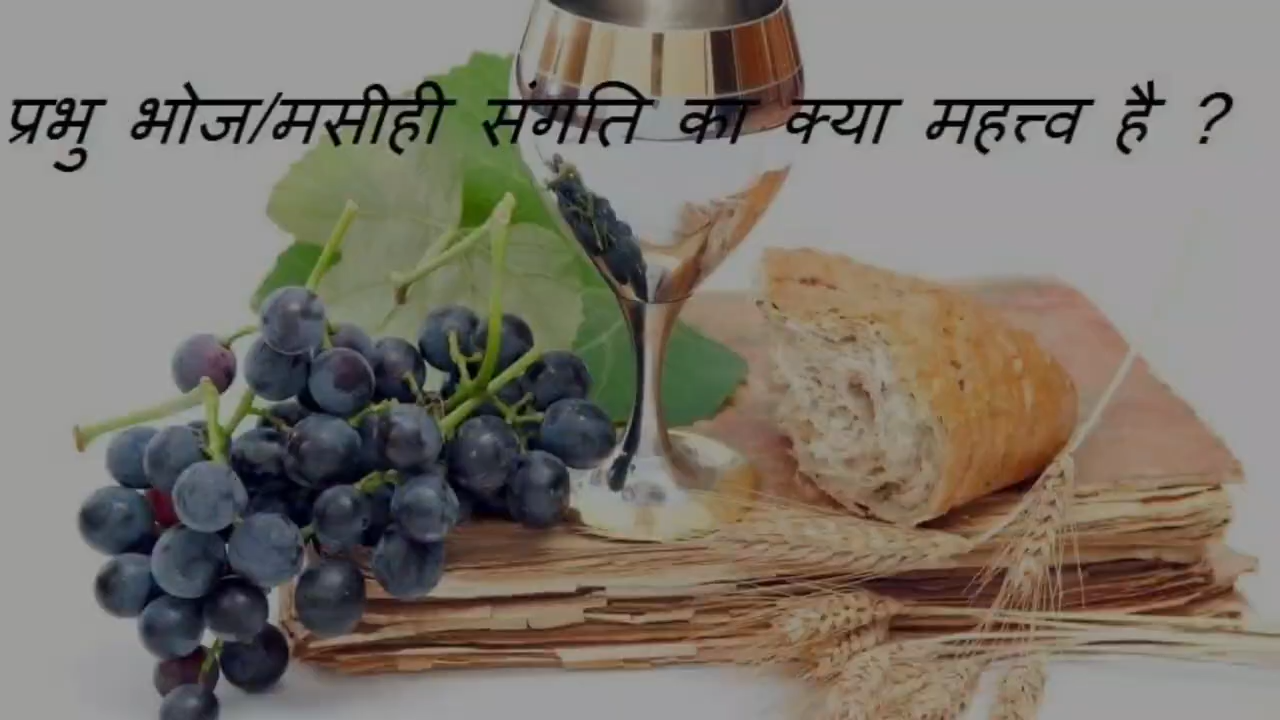 प्रभु भोज/मसीही संगति का क्या महत्त्व है ?